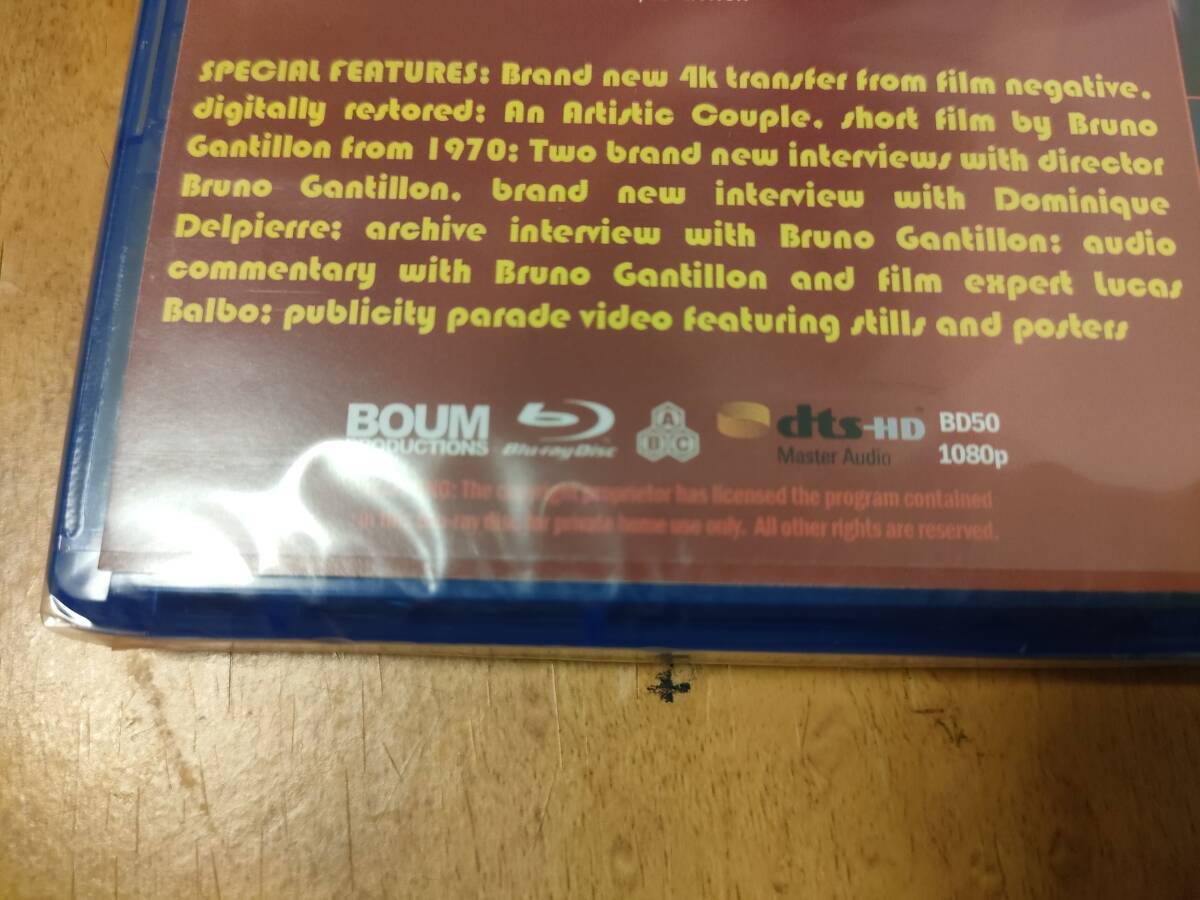 SPECIAL FEATURES: Brand new 4k transfer from film negative,
digitally restored; An Artistic Couple, short film by Bruno
Gantillon from 1970; Two brand new interviews with director
Bruno Gantillon, brand new interview with Dominique
Delpierre; archive interview with Bruno Gantillon; audio
commentary with Bruno Gantillon and film expert Lucas
Balbo; publicity parade video featuring stills and posters
BOUM
PRODUCTIONS
Blu-ray Disc
A
B C
dts-HD
Master Audio
BD50
1080p
The proprietor has licensed the program contained
private home use only. All other rights are reserved.